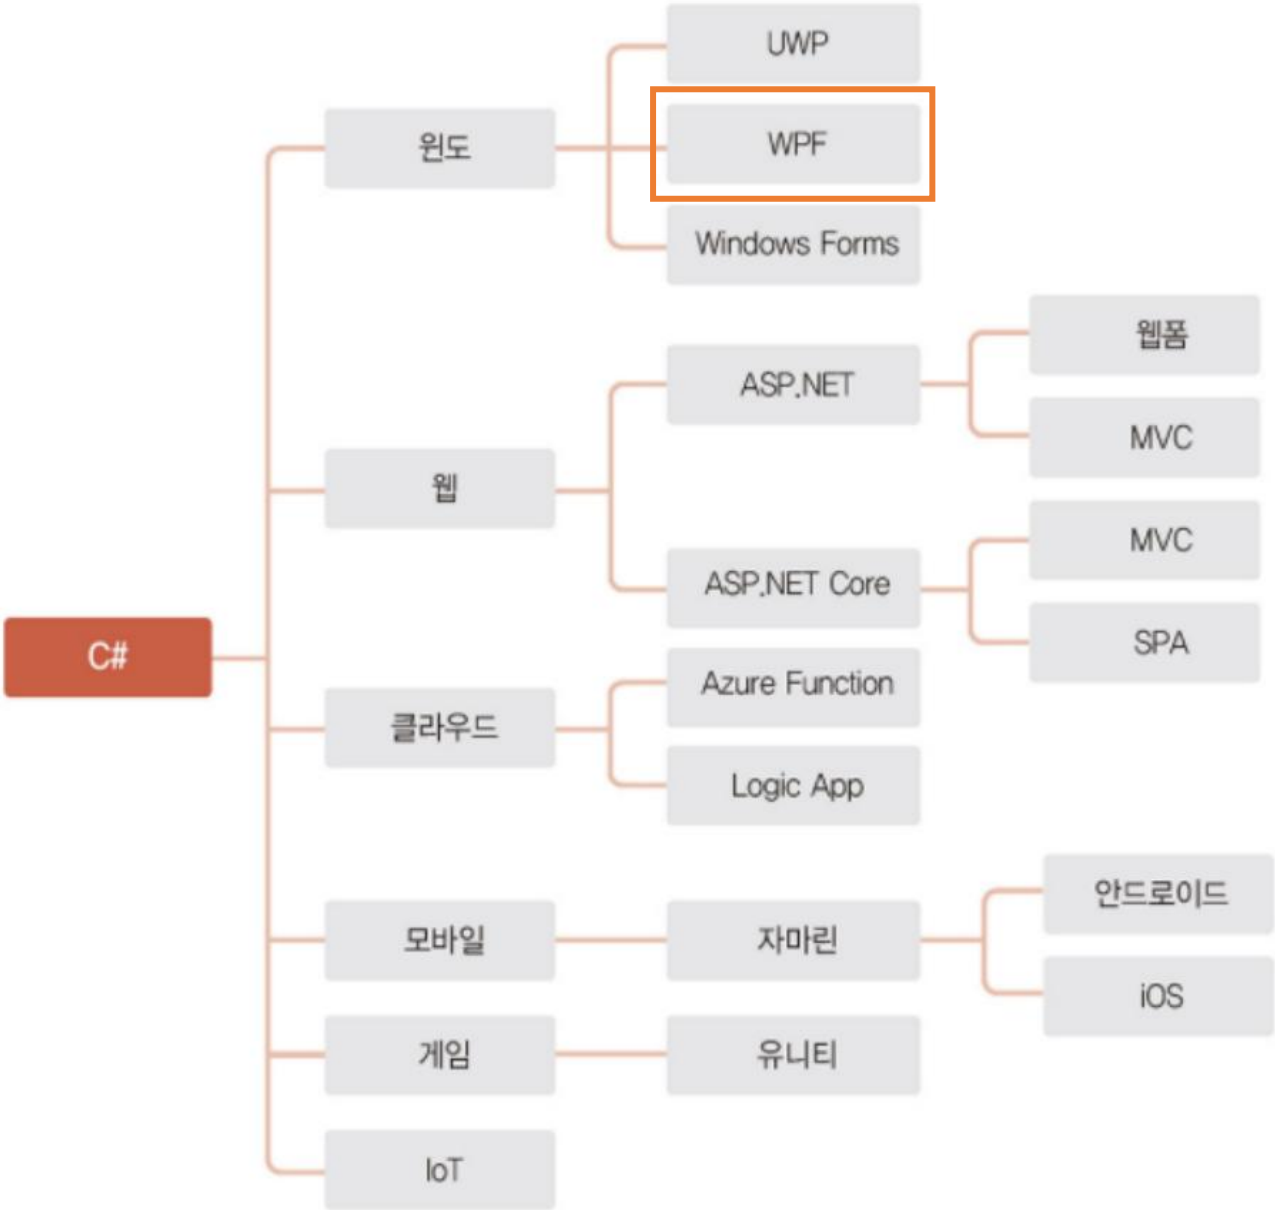 UWP
윈도
WPF
Windows Forms
웹폼
ASP.NET
MVC
웹
MVC
ASP.NET Core
SPA
C#
Azure Function
클라우드
Logic App
안드로이드
모바일
자마린
iOS
게임
유니티
IoT